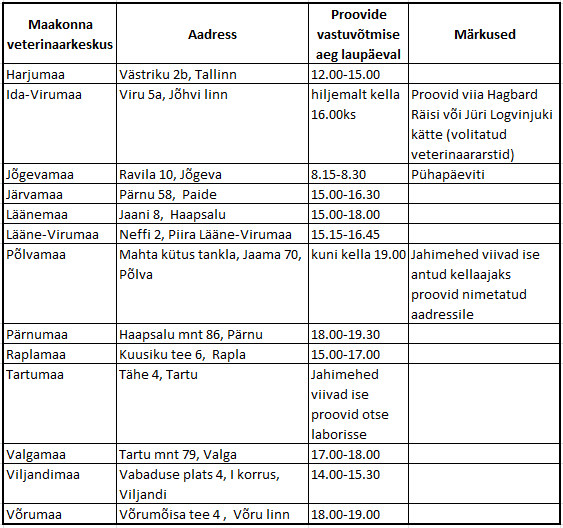 Maakonna veterinaarkeskus	Aadress	Proovide vastuvõtmise aeg laupäeval	Märkused
Harjumaa	Västriku 2b, Tallinn	12.00-15.00
Ida-Virumaa	Viru 5a, Jõhvi linn	hiljemalt kella 16.00ks	Proovid viia Hagbard Räisi või Jüri Logvinjuki kätte (volitatud veterinaararstid)
Jõgevamaa	Ravila 10, Jõgeva	8.15-8.30	Pühapäeviti
Järvamaa	Pärnu 58, Paide	15.00-16.30
Läänemaa	Jaani 8, Haapsalu	15.00-18.00
Lääne-Virumaa	Neffi 2, Piira Lääne-Virumaa	15.15-16.45
Põlvamaa	Mahta kütus tankla, Jaama 70, Põlva	kuni kella 19.00	Jahimehed viivad ise antud kellaajaks proovid nimetatud aadressile
Pärnumaa	Haapsalu mnt 86, Pärnu	18.00-19.30
Raplamaa	Kuusiku tee 6, Rapla	15.00-17.00
Tartumaa	Tähe 4, Tartu	Jahimehed viivad ise proovid otse laborisse
Valgamaa	Tartu mnt 79, Valga	17.00-18.00
Viljandimaa	Vabaduse plats 4, I korrus, Viljandi	14.00-15.30
Võrumaa	Võrumõisa tee 4 , Võru linn	18.00-19.00